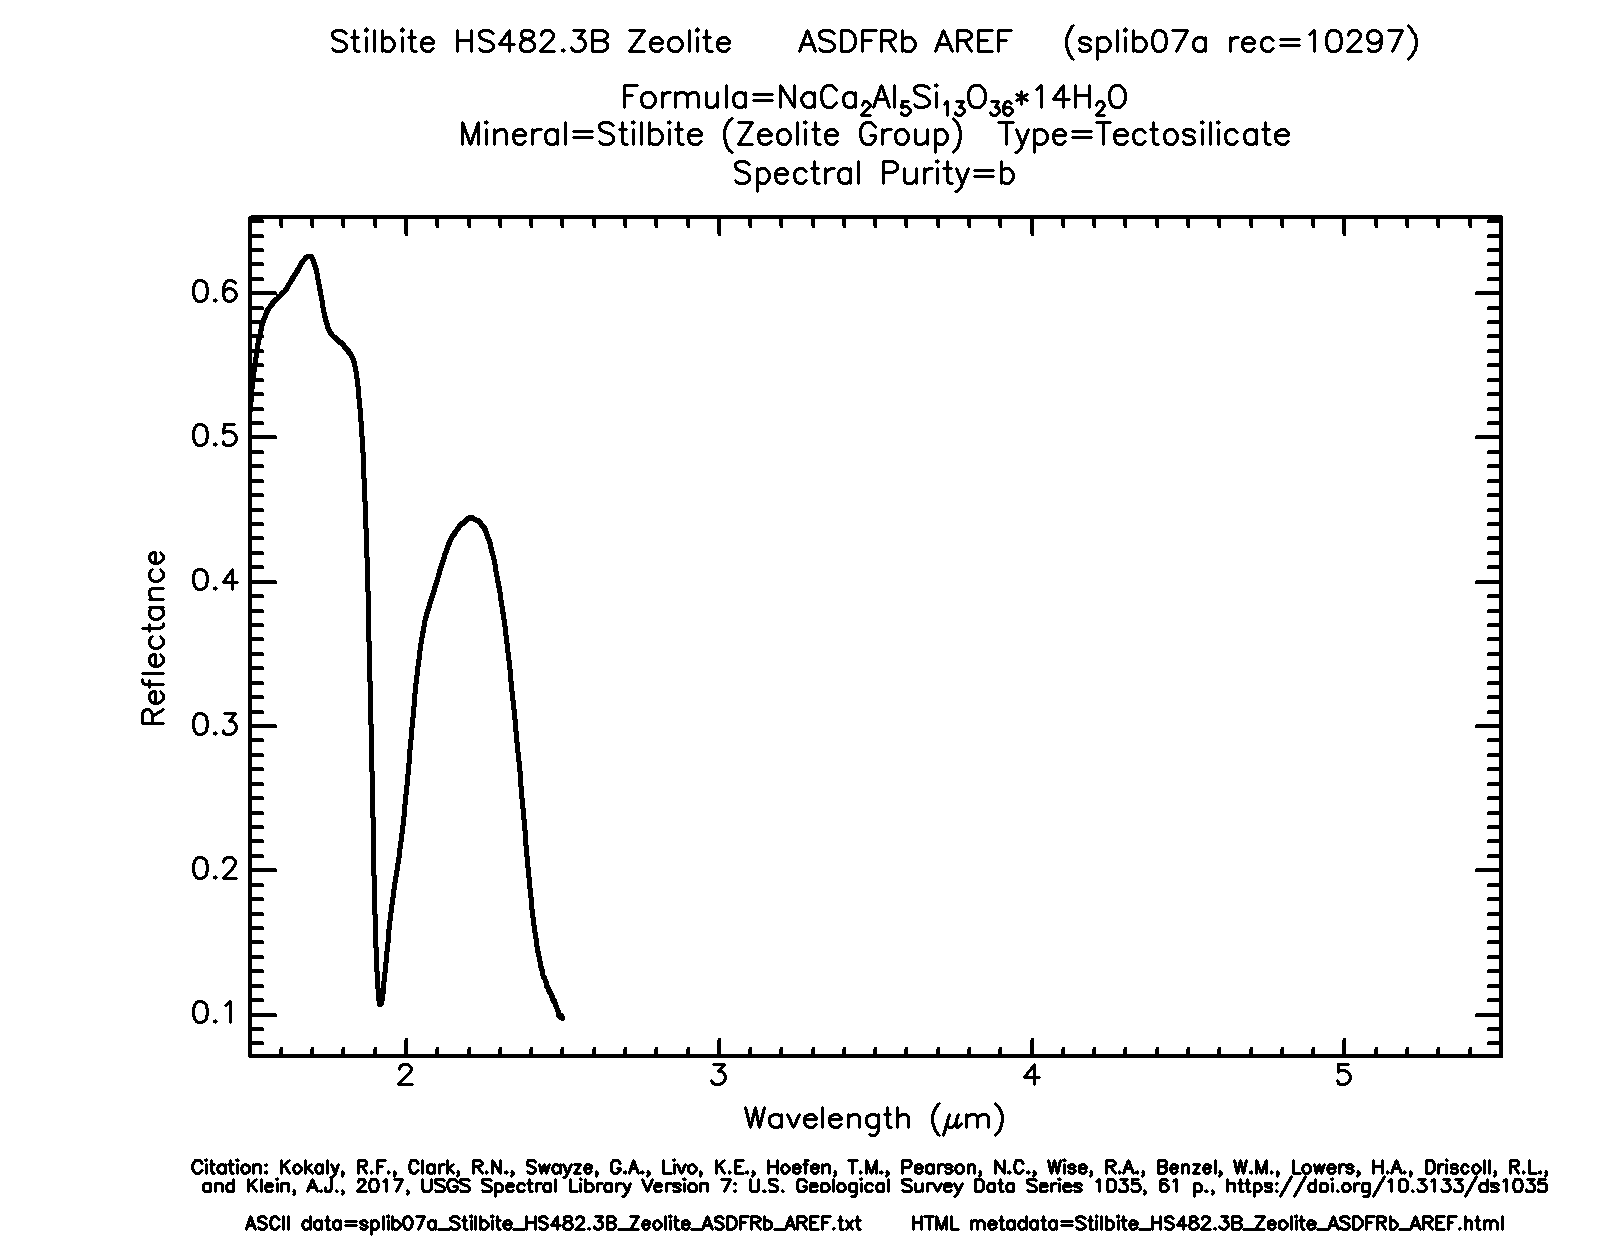 Stilbite HS482.3B Zeolite ASDFRb AREF (splib07a rec=10297)
Formula=NaCa2Al5Si13O36*14H2O
Mineral=Stilbite (Zeolite Group) Type=Tectosilicate
Spectral Purity=b
0.6
0.5
0.4
0.3
0.2
0.1
Reflectance
2 3 4 5
Wavelength (μm)
Citation: Kokaly, R.F., Clark, R.N., Swayze, G.A., Livo, K.E., Hoefen, T.M., Pearson, N.C., Wise, R.A., Benzel, W.M., Lowers, H.A., Driscoll, R.L.,
and Klein, A.J., 2017, USGS Spectral Library Version 7: U.S. Geological Survey Data Series 1035, 61 p., https://doi.org/10.3133/ds1035
ASCII data=splib07a_Stilbite_HS482.3B_Zeolite_ASDFRb_AREF.txt HTML metadata=Stilbite_HS482.3B_Zeolite_ASDFRb_AREF.html